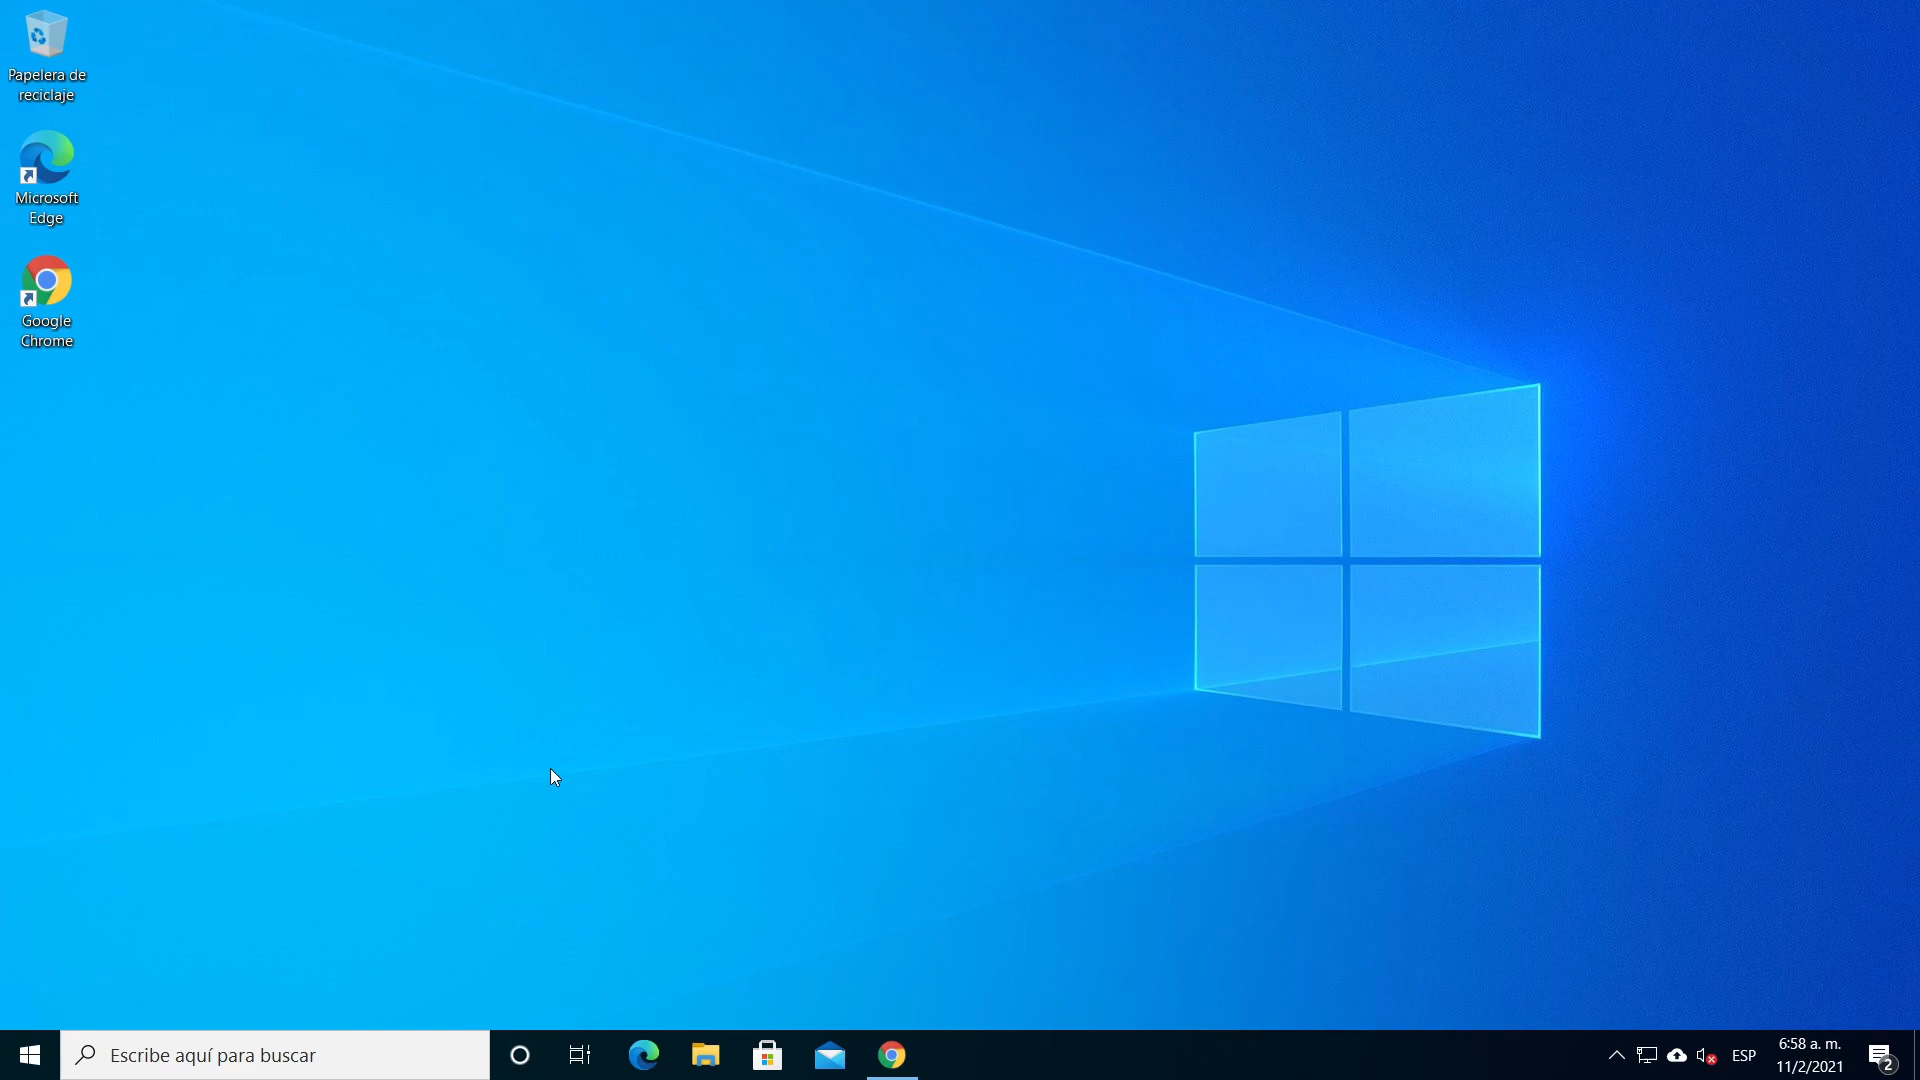 Papelera de
reciclaje
Microsoft
Edge
Google
Chrome
Escribe aquí para buscar
ESP
6:58 a. m.
11/2/2021
2